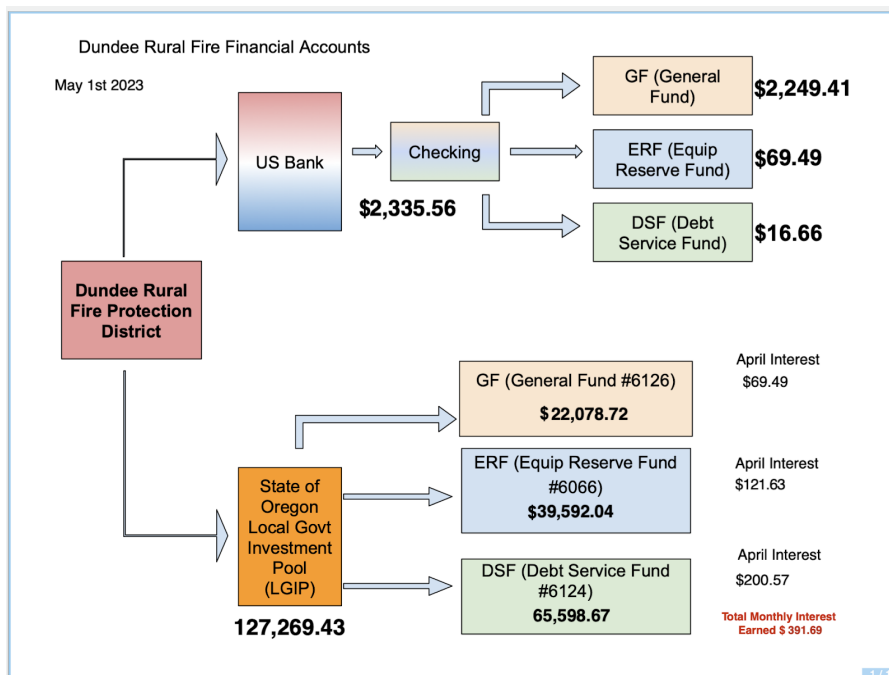 Dundee Rural Fire Financial Accounts
May 1st 2023
US Bank
Checking
$2,335.56
GF (General
Fund)
$2,249.41
ERF (Equip
Reserve Fund)
$69.49
DSF (Debt
Service Fund)
$16.66
Dundee Rural
Fire Protection
District
State of
Oregon
Local Govt
Investment
Pool
(LGIP)
127,269.43
GF (General Fund #6126)
$22,078.72
April Interest
$69.49
ERF (Equip Reserve Fund
#6066)
$39,592.04
April Interest
$121.63
DSF (Debt Service Fund
#6124)
65,598.67
April Interest
$200.57
Total Monthly Interest
Earned $ 391.69